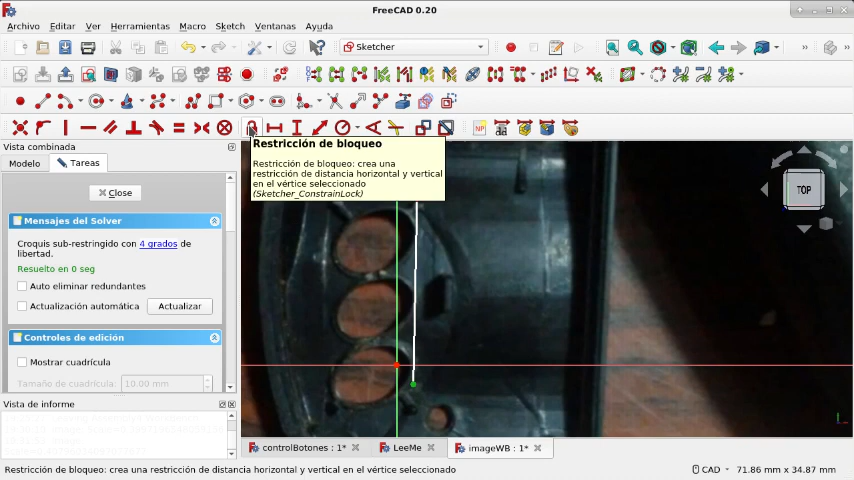 FreeCAD 0.20
Archivo Editar Ver Herramientas Macro Sketch Ventanas Ayuda
Sketcher
Vista combinada
Modelo Tareas
Close
Mensajes del Solver
Croquis sub-restringido con 4 grados de
libertad.
Resuelto en 0 seg
Auto eliminar redundantes
Actualización automática Actualizar
Controles de edición
Mostrar cuadrícula
Tamaño de cuadrícula: 10.00 mm
Vista de informe
Restricción de bloqueo
Restricción de bloqueo: crea una
restricción de distancia horizontal y vertical
en el vértice seleccionado
(Sketcher_ConstrainLock)
NP
TOP
controlBotones : 1* LeeMe imageWB : 1*
Restricción de bloqueo: crea una restricción de distancia horizontal y vertical en el vértice seleccionado CAD 71.86 mm x 34.87 mm